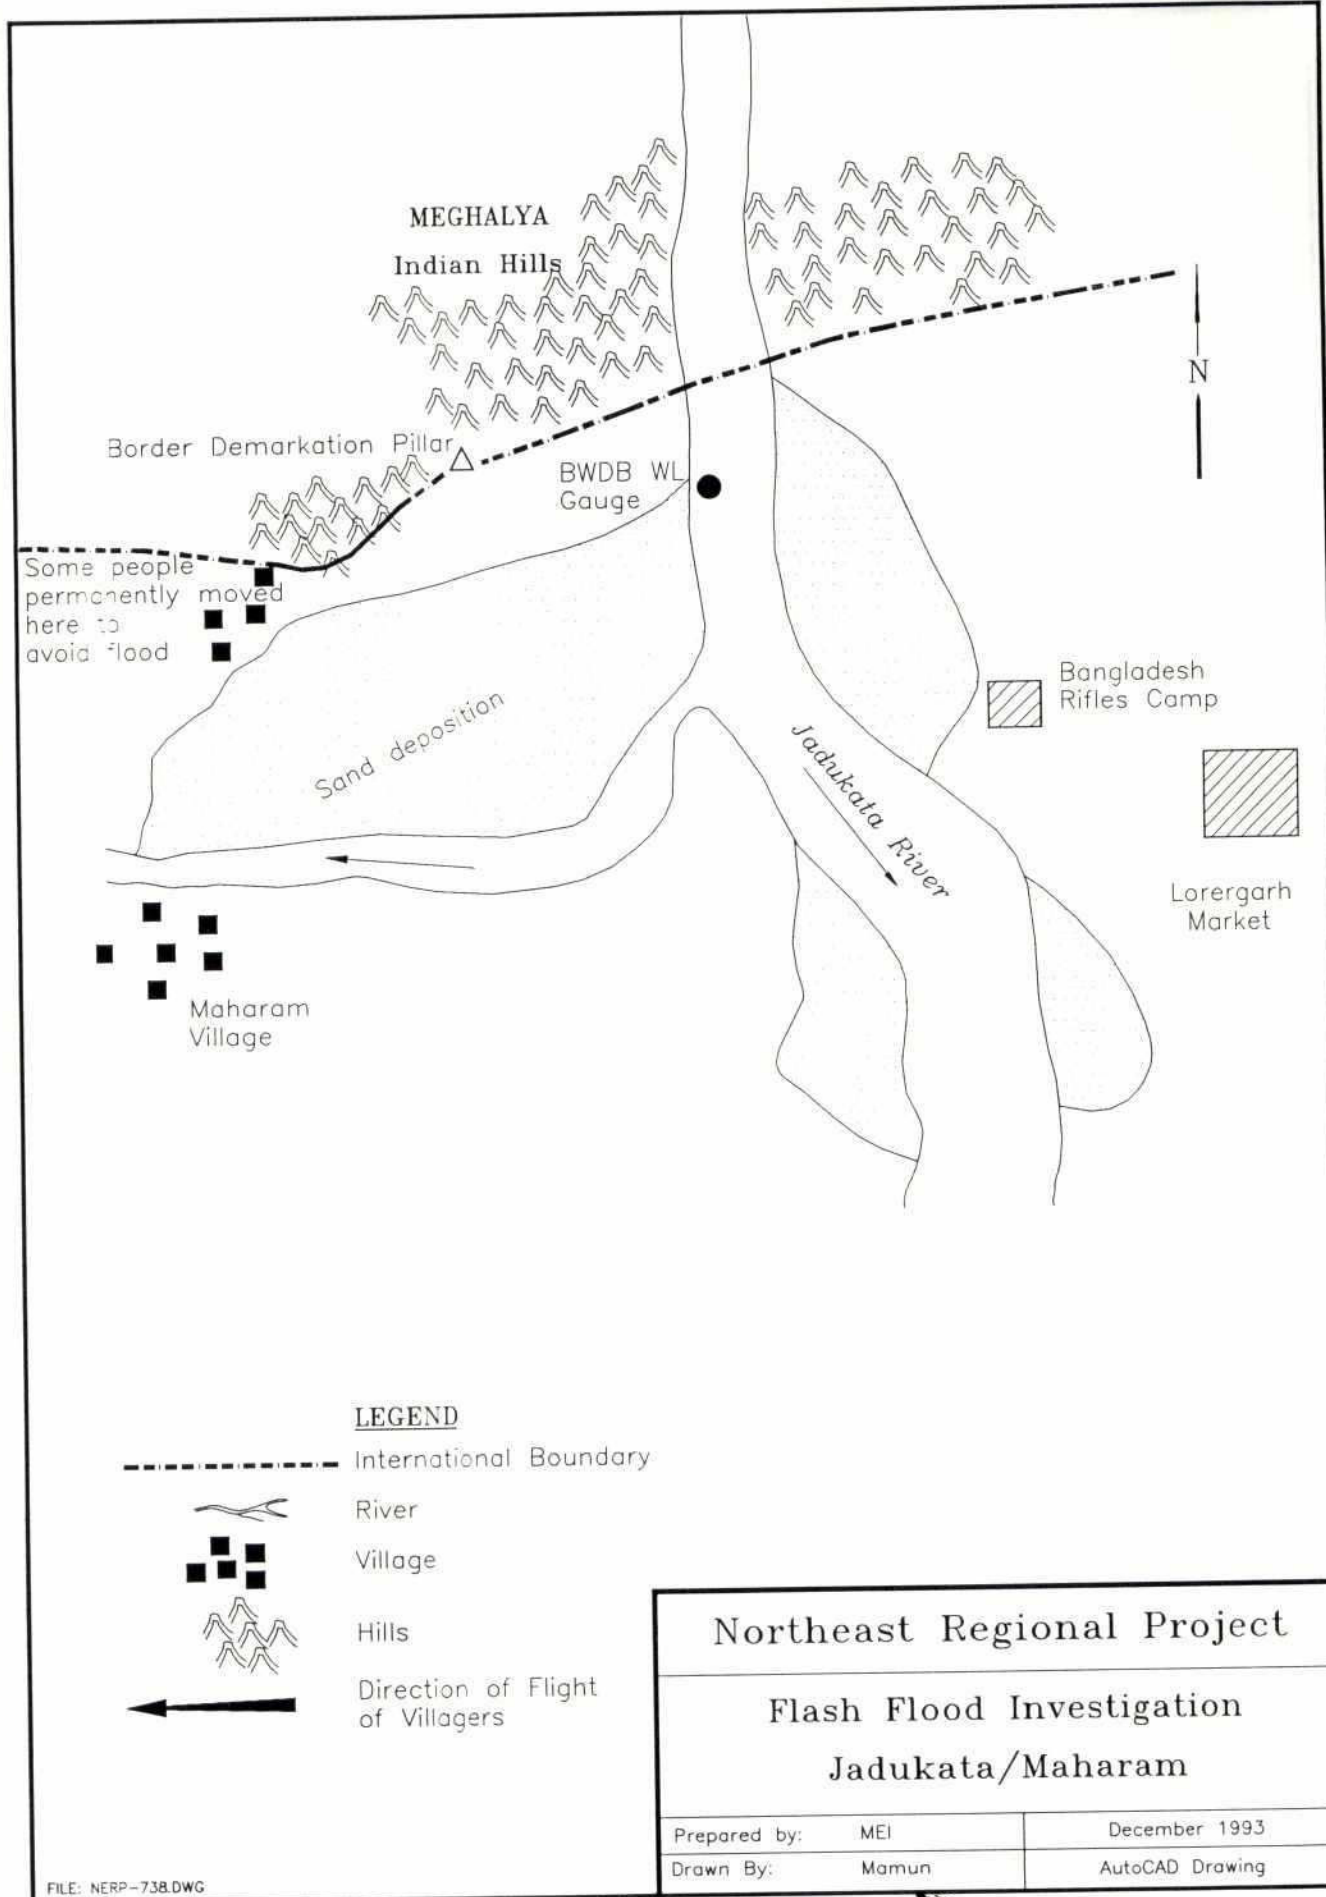 MEGHALYA
Indian Hills
N
Border Demarkation Pillar
BWDB WL
Gauge
Some people
permanently moved
here to
avoid flood
Bangladesh
Rifles Camp
Sand deposition
Jadukata River
Lorergarh
Market
Maharam
Village
LEGEND
International Boundary
River
Village
Hills
Direction of Flight
of Villagers
Northeast Regional Project
Flash Flood Investigation
Jadukata/Maharam
Prepared by: MEI December 1993
Drawn By: Mamun AutoCAD Drawing
FILE: NERP-738.DWG